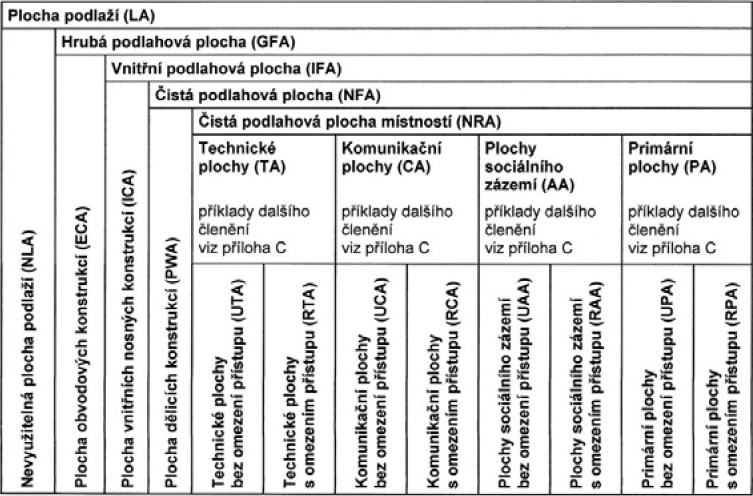 Plocha podlaží (LA)
Hrubá podlahová plocha (GFA)
Vnitřní podlahová plocha (IFA)
Čistá podlahová plocha (NFA)
Čistá podlahová plocha místností (NRA)
Technické
plochy (TA)
příklady dalšího
členění
viz příloha C
Komunikační
plochy (CA)
příklady dalšího
členění
viz příloha C
Plochy
sociálního
zázemí (AA)
příklady dalšího
členění
viz příloha C
Primární
plochy (PA)
příklady dalšího
členění
viz příloha C
Nevyužitelná plocha podlaží (NLA)
Plocha obvodových konstrukcí (ECA)
Plocha vnitřních nosných konstrukcí (ICA)
Plocha dělicích konstrukcí (PWA)
Technické plochy
bez omezení přístupu (UTA)
Technické plochy
s omezením přístupu (RTA)
Komunikační plochy
bez omezení přístupu (UCA)
Komunikační plochy
s omezením přístupu (RCA)
Plochy sociálního zázemí
bez omezení přístupu (UAA)
Plochy sociálního zázemí
s omezením přístupu (RAA)
Primární plochy
bez omezení přístupu (UPA)
Primární plochy
s omezením přístupu (RPA)